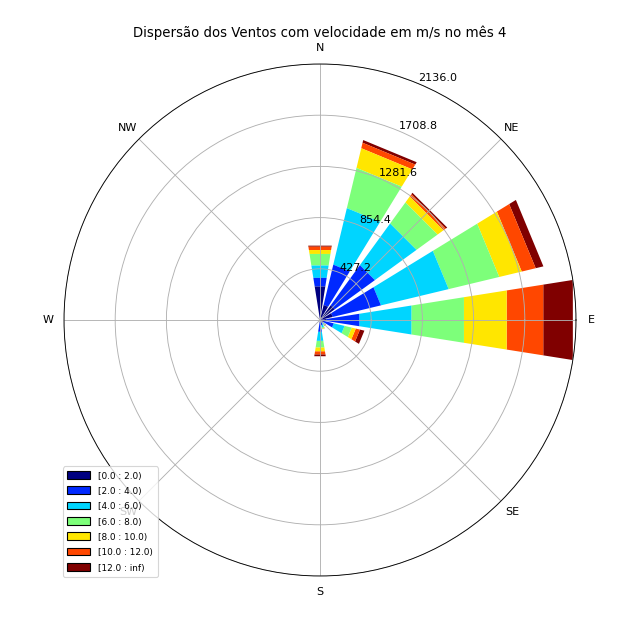 Dispersão dos Ventos com velocidade em m/s no mês 4
N
2136.0
NW
1708.8
NE
1281.6
854.4
427.2
W
E
[0.0 : 2.0)
[2.0 : 4.0)
[4.0 : 6.0)
SW
[6.0 : 8.0)
[8.0 : 10.0)
[10.0 : 12.0)
[12.0 : inf)
SE
S